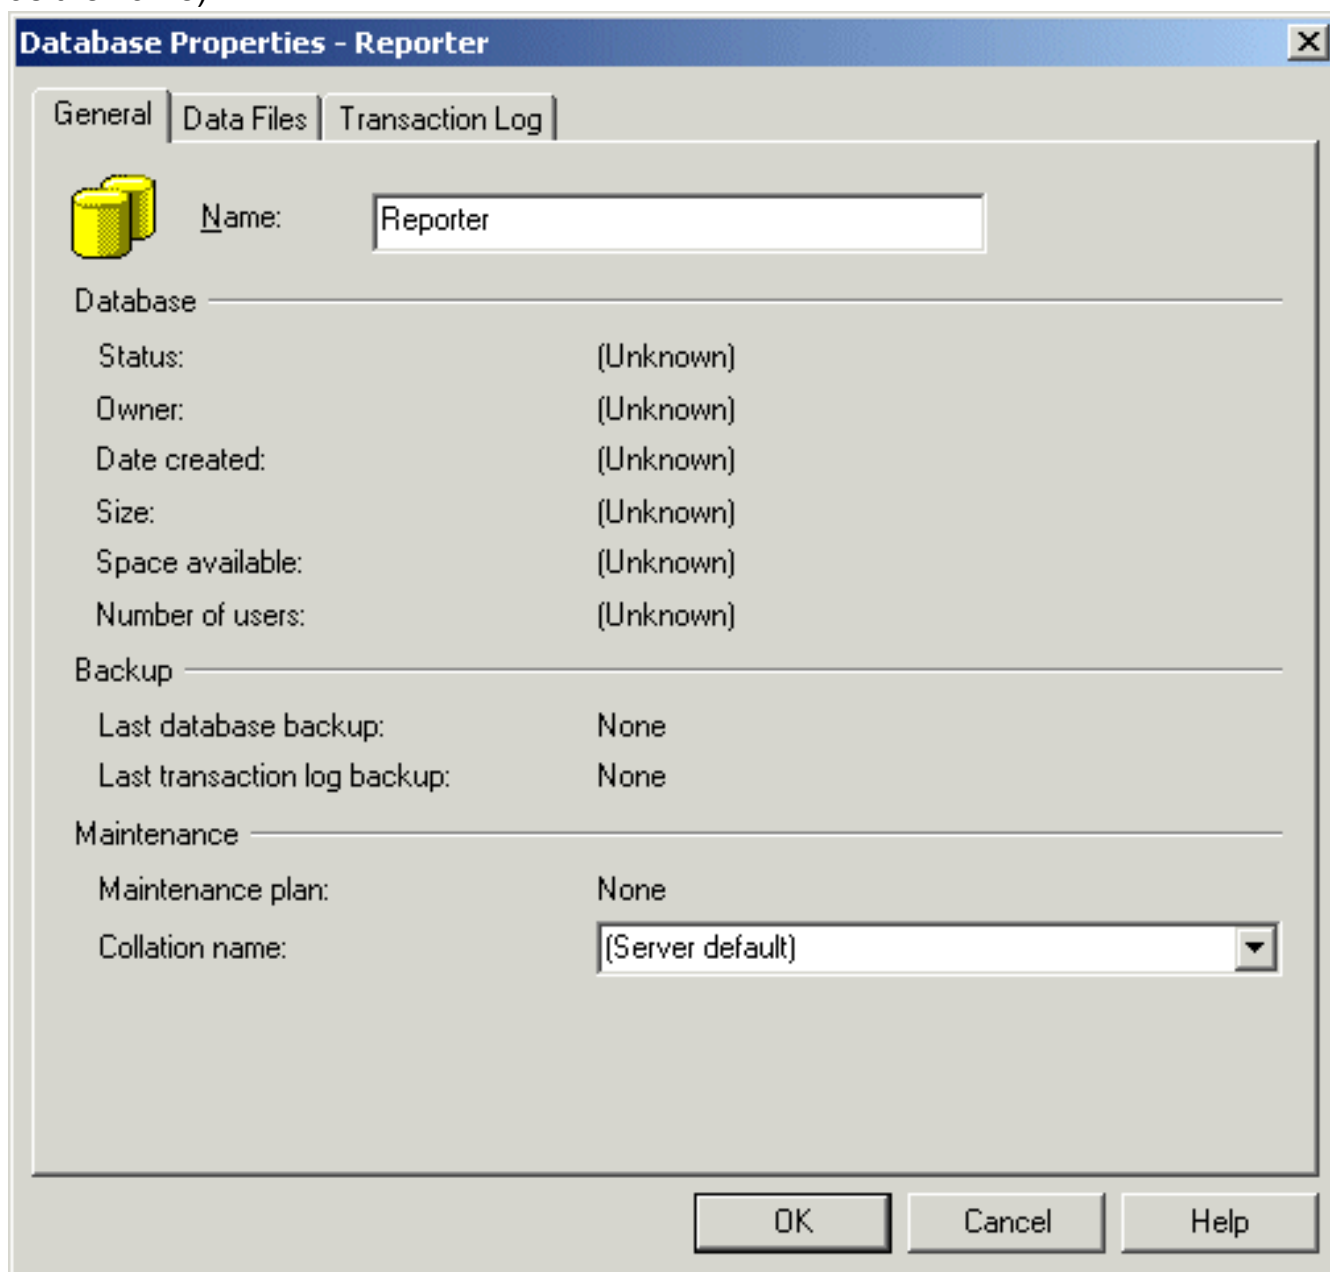 Database Properties - Reporter
General Data Files Transaction Log
Name: Reporter
Database
Status: (Unknown)
Owner: (Unknown)
Date created: (Unknown)
Size: (Unknown)
Space available: (Unknown)
Number of users: (Unknown)
Backup
Last database backup: None
Last transaction log backup: None
Maintenance
Maintenance plan: None
Collation name: (Server default)
OK Cancel Help